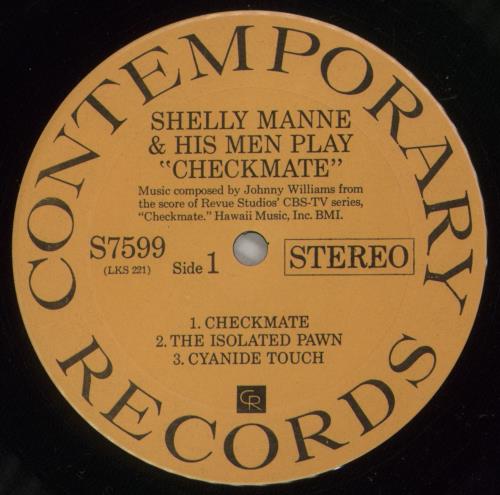 CONTEMPORARY
SHELLY MANNE
& HIS MEN PLAY
"CHECKMATE"
Music composed by Johnny Williams from
the score of Revue Studios' CBS-TV series,
"Checkmate." Hawaii Music, Inc. BMI.
S7599
(LKS 221)
Side 1
STEREO
1. CHECKMATE
2. THE ISOLATED PAWN
3. CYANIDE TOUCH
CR
RECORDS